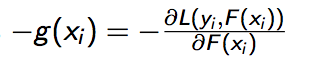 −g(xᵢ) = − ∂L(yᵢ,F(xᵢ)) / ∂F(xᵢ)